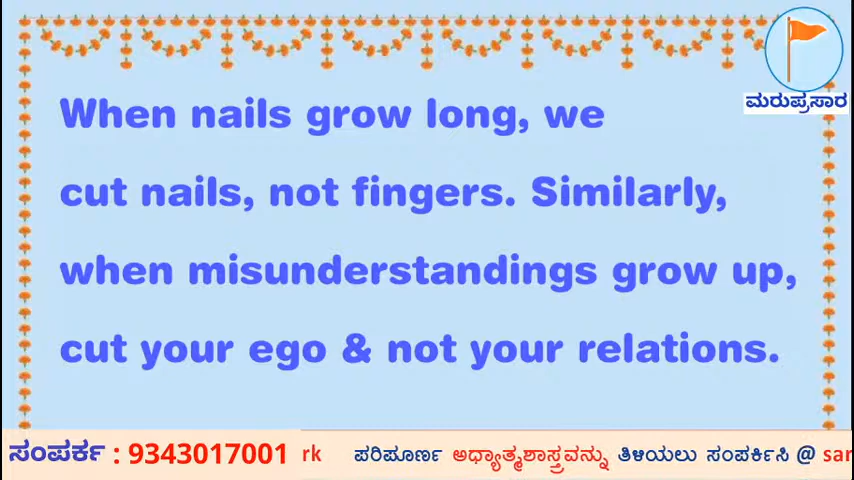 ಮರುಪ್ರಸಾರ
When nails grow long, we
cut nails, not fingers. Similarly,
when misunderstandings grow up,
cut your ego & not your relations.
ಸಂಪರ್ಕ : 9343017001 rk ಪರಿಪೂರ್ಣ ಅಧ್ಯಾತ್ಮಶಾಸ್ತ್ರವನ್ನು ತಿಳಿಯಲು ಸಂಪರ್ಕಿಸಿ @ sar